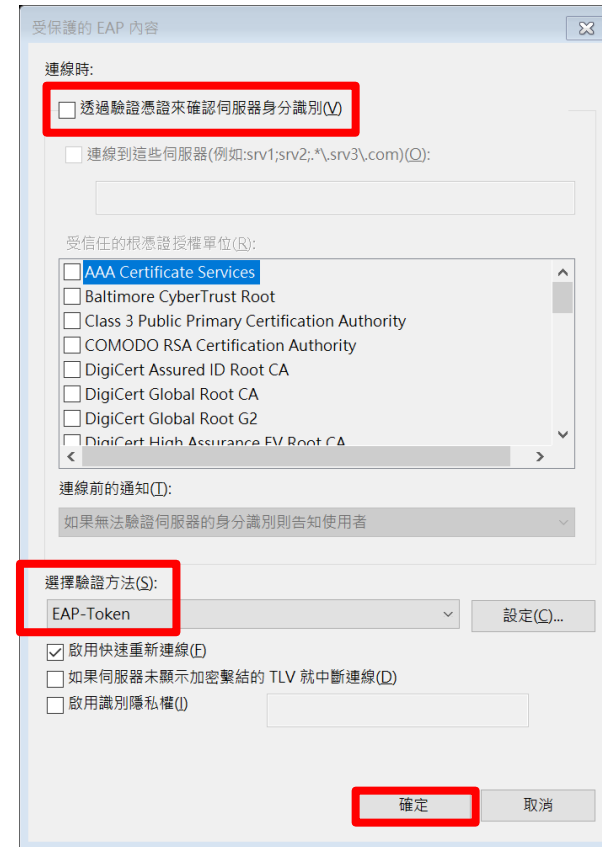 受保護的 EAP 內容
連線時:
透過驗證憑證來確認伺服器身分識別(V)
連線到這些伺服器(例如:srv1;srv2;.*\.srv3\.com)(O):
受信任的根憑證授權單位(R):
AAA Certificate Services
Baltimore CyberTrust Root
Class 3 Public Primary Certification Authority
COMODO RSA Certification Authority
DigiCert Assured ID Root CA
DigiCert Global Root CA
DigiCert Global Root G2
DigiCert High Assurance EV Root CA
連線前的通知(T):
如果無法驗證伺服器的身分識別則告知使用者
選擇驗證方法(S):
EAP-Token
設定(C)...
啟用快速重新連線(F)
如果伺服器未顯示加密繫結的 TLV 就中斷連線(D)
啟用識別隱私權(I)
確定
取消